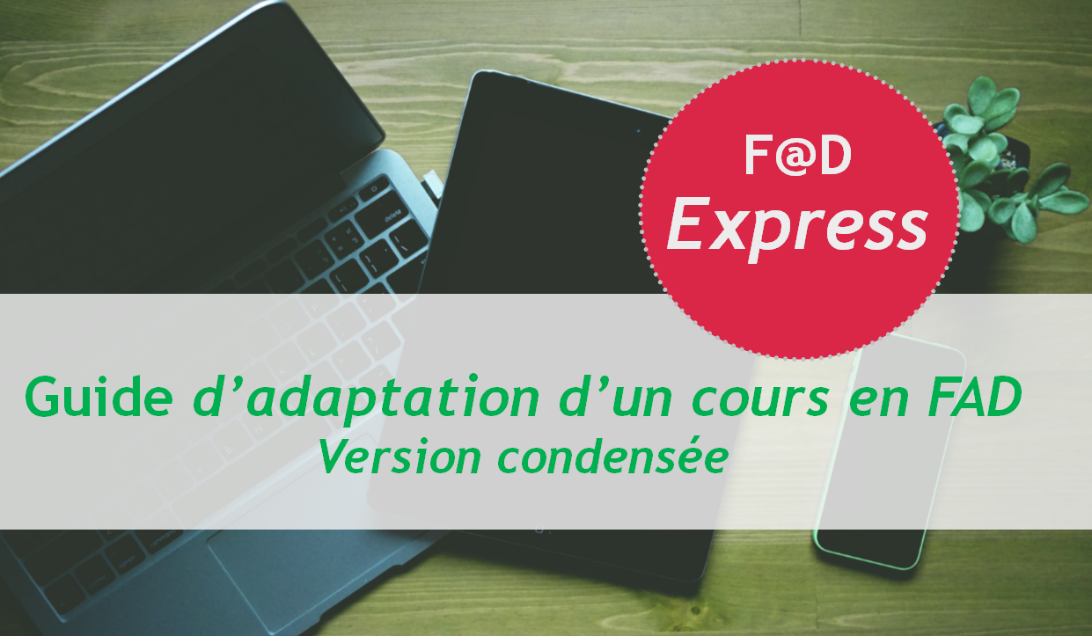 F@D
Express
Guide d’adaptation d’un cours en FAD
Version condensée